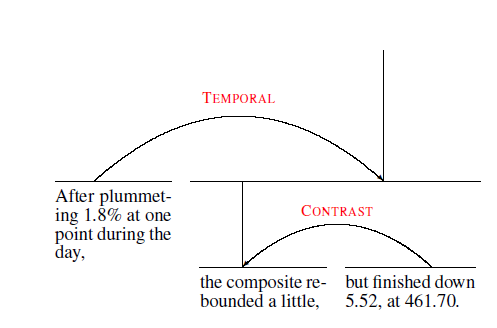 TEMPORAL
After plummet-
ing 1.8% at one
point during the
day,
CONTRAST
the composite re-
bounded a little,
but finished down
5.52, at 461.70.